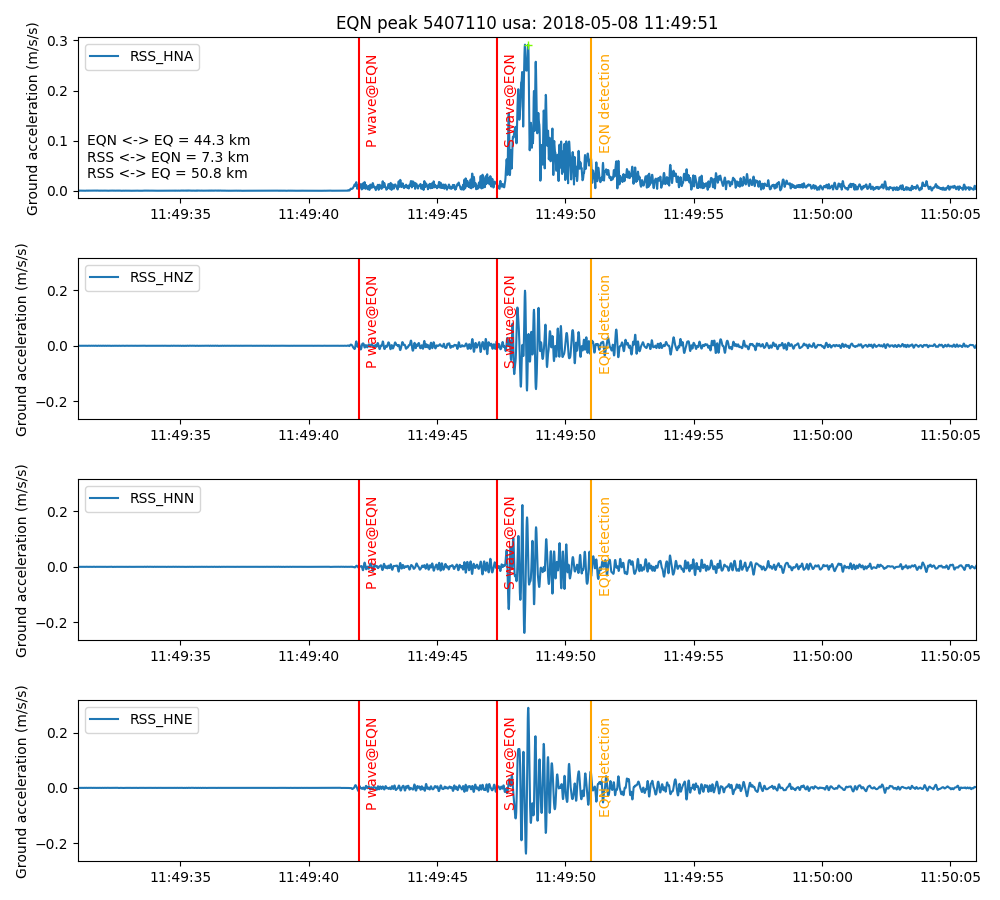 EQN peak 5407110 usa: 2018-05-08 11:49:51
Ground acceleration (m/s/s)
0.3
0.2
0.1
0.0
RSS_HNA
P wave@EQN
S wave@EQN
EQN detection
EQN <-> EQ = 44.3 km
RSS <-> EQN = 7.3 km
RSS <-> EQ = 50.8 km
11:49:35 11:49:40 11:49:45 11:49:50 11:49:55 11:50:00 11:50:05
Ground acceleration (m/s/s)
0.2
0.0
−0.2
RSS_HNZ
P wave@EQN
S wave@EQN
EQN detection
11:49:35 11:49:40 11:49:45 11:49:50 11:49:55 11:50:00 11:50:05
Ground acceleration (m/s/s)
0.2
0.0
−0.2
RSS_HNN
P wave@EQN
S wave@EQN
EQN detection
11:49:35 11:49:40 11:49:45 11:49:50 11:49:55 11:50:00 11:50:05
Ground acceleration (m/s/s)
0.2
0.0
−0.2
RSS_HNE
P wave@EQN
S wave@EQN
EQN detection
11:49:35 11:49:40 11:49:45 11:49:50 11:49:55 11:50:00 11:50:05